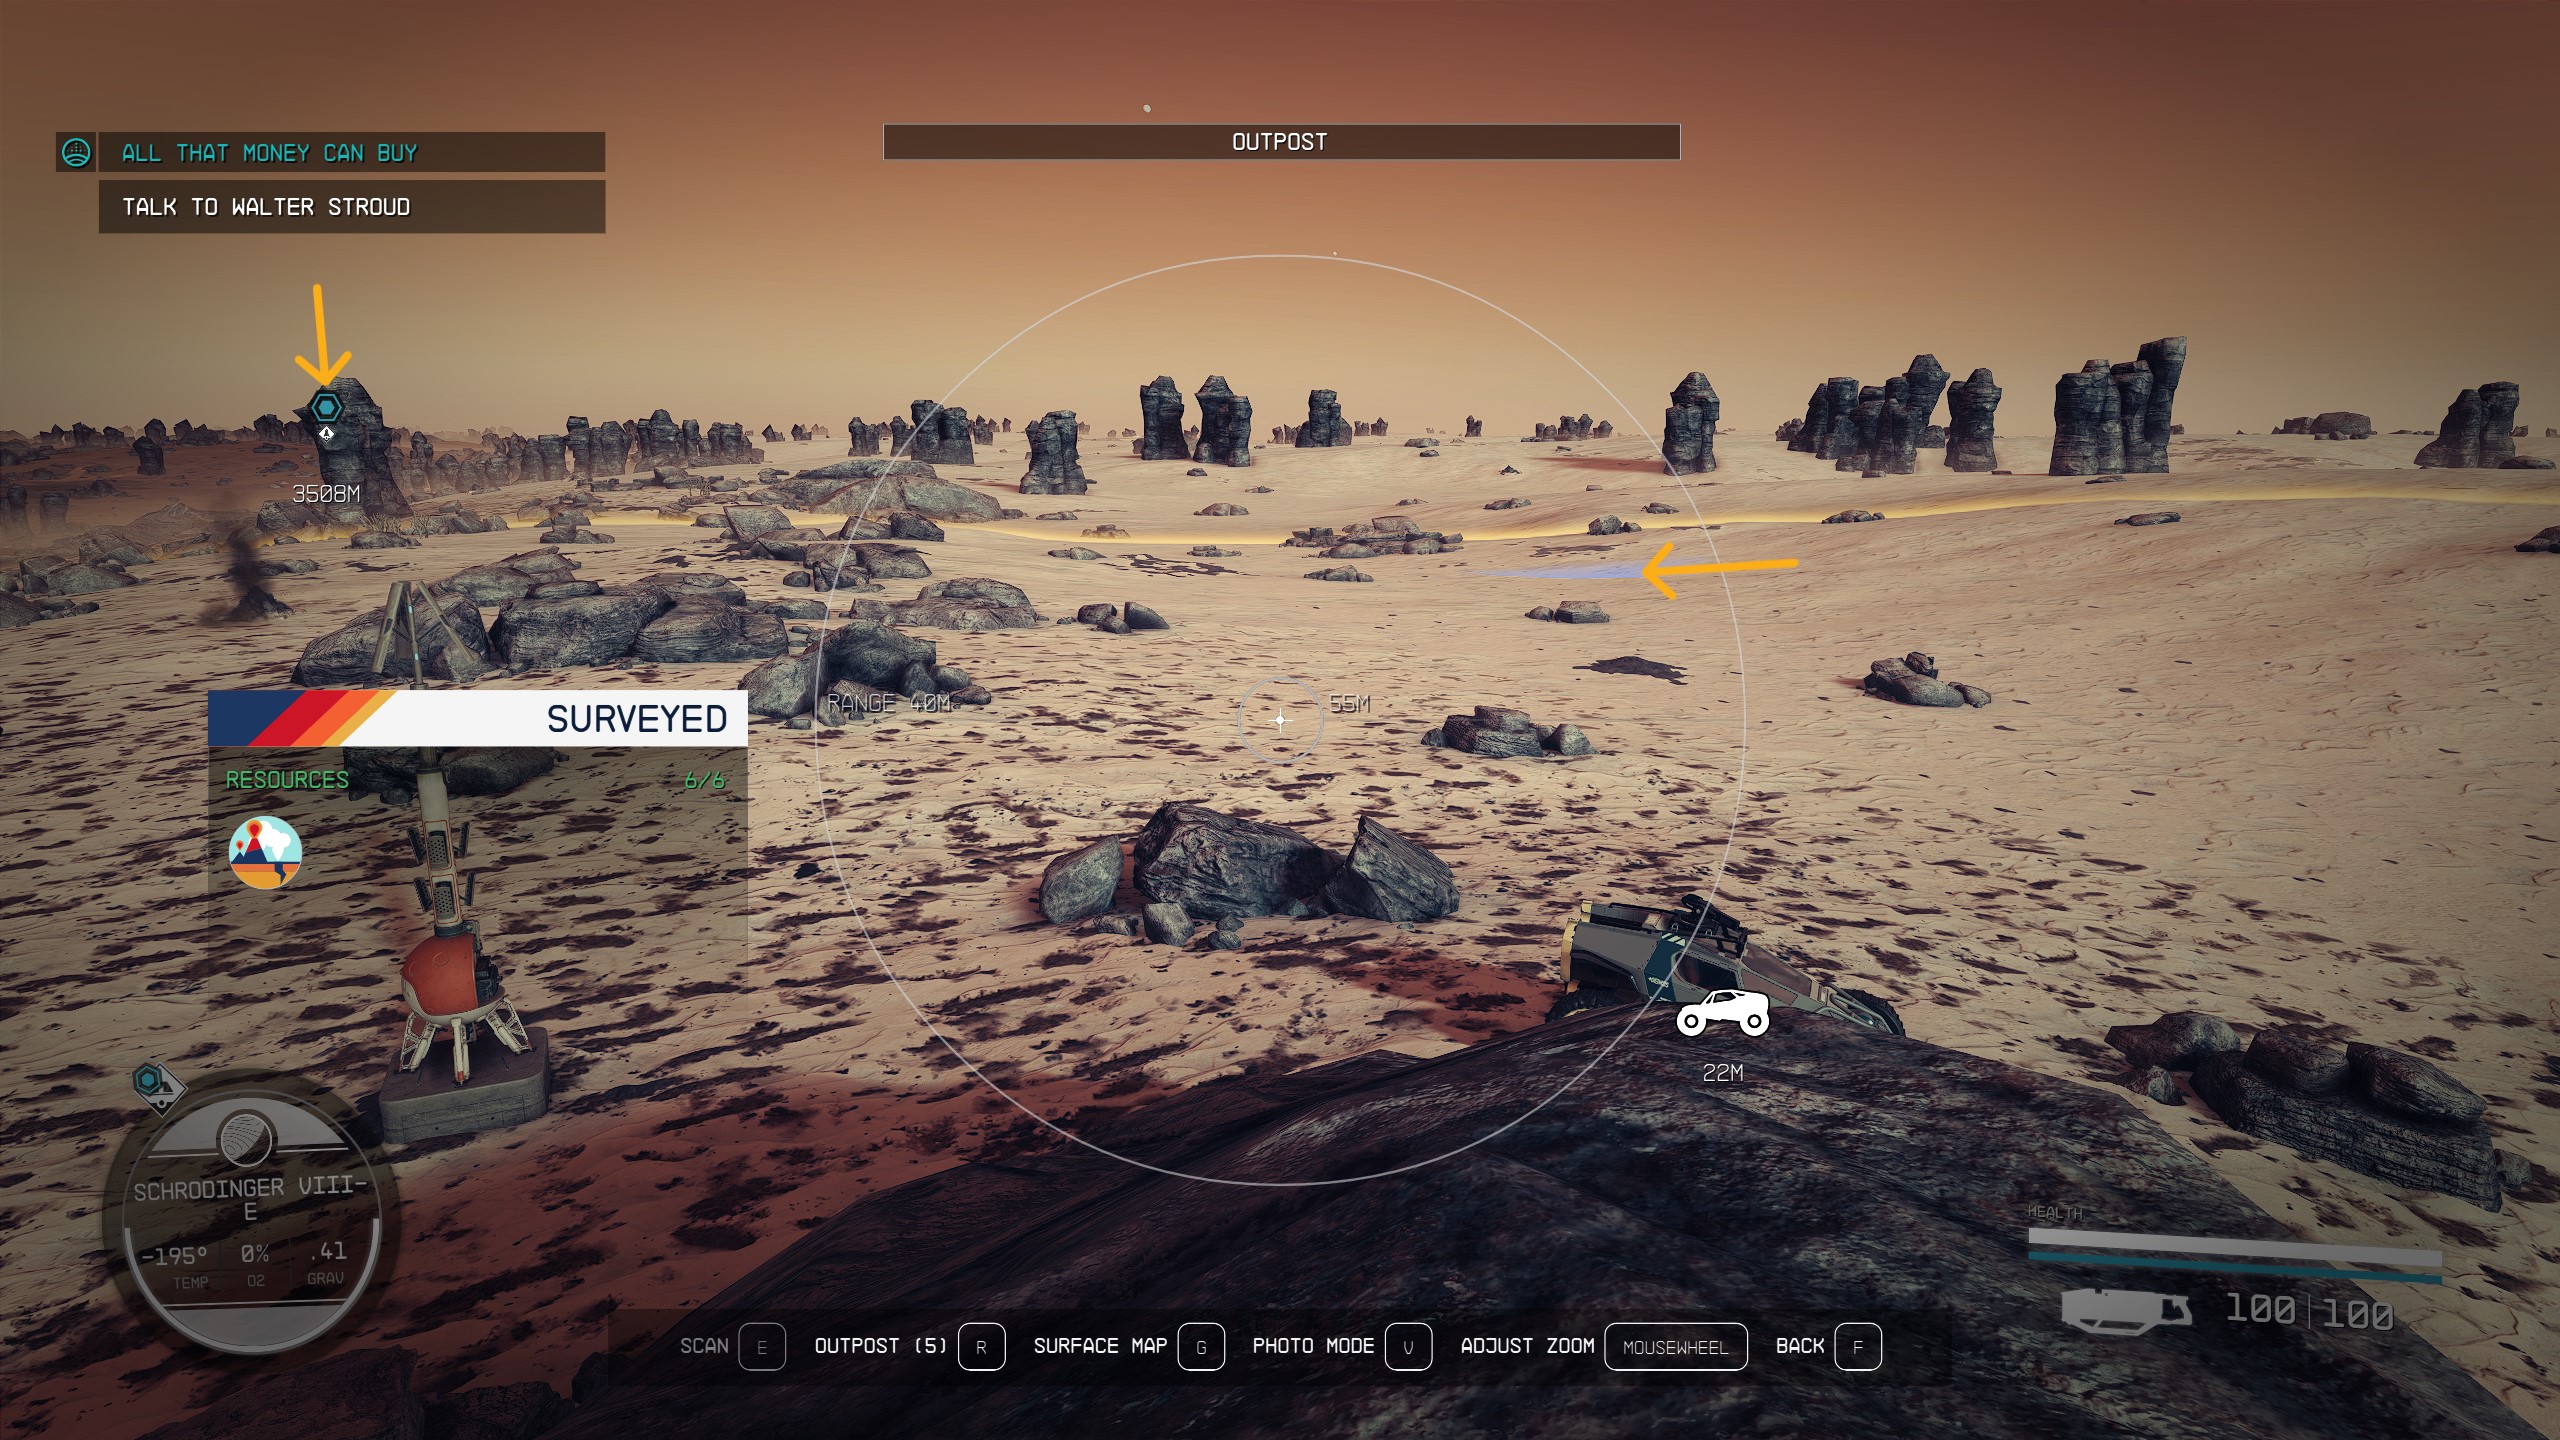 OUTPOST
ALL THAT MONEY CAN BUY
TALK TO WALTER STROUD
3508M
SURVEYED
RANGE 40M
55M
RESOURCES 6/6
22M
SCHRODINGER VIII-
E
-195° 0% .41
TEMP O2 GRAV
HEALTH
100|100
SCAN E OUTPOST (5) R SURFACE MAP G PHOTO MODE V ADJUST ZOOM MOUSEWHEEL BACK F